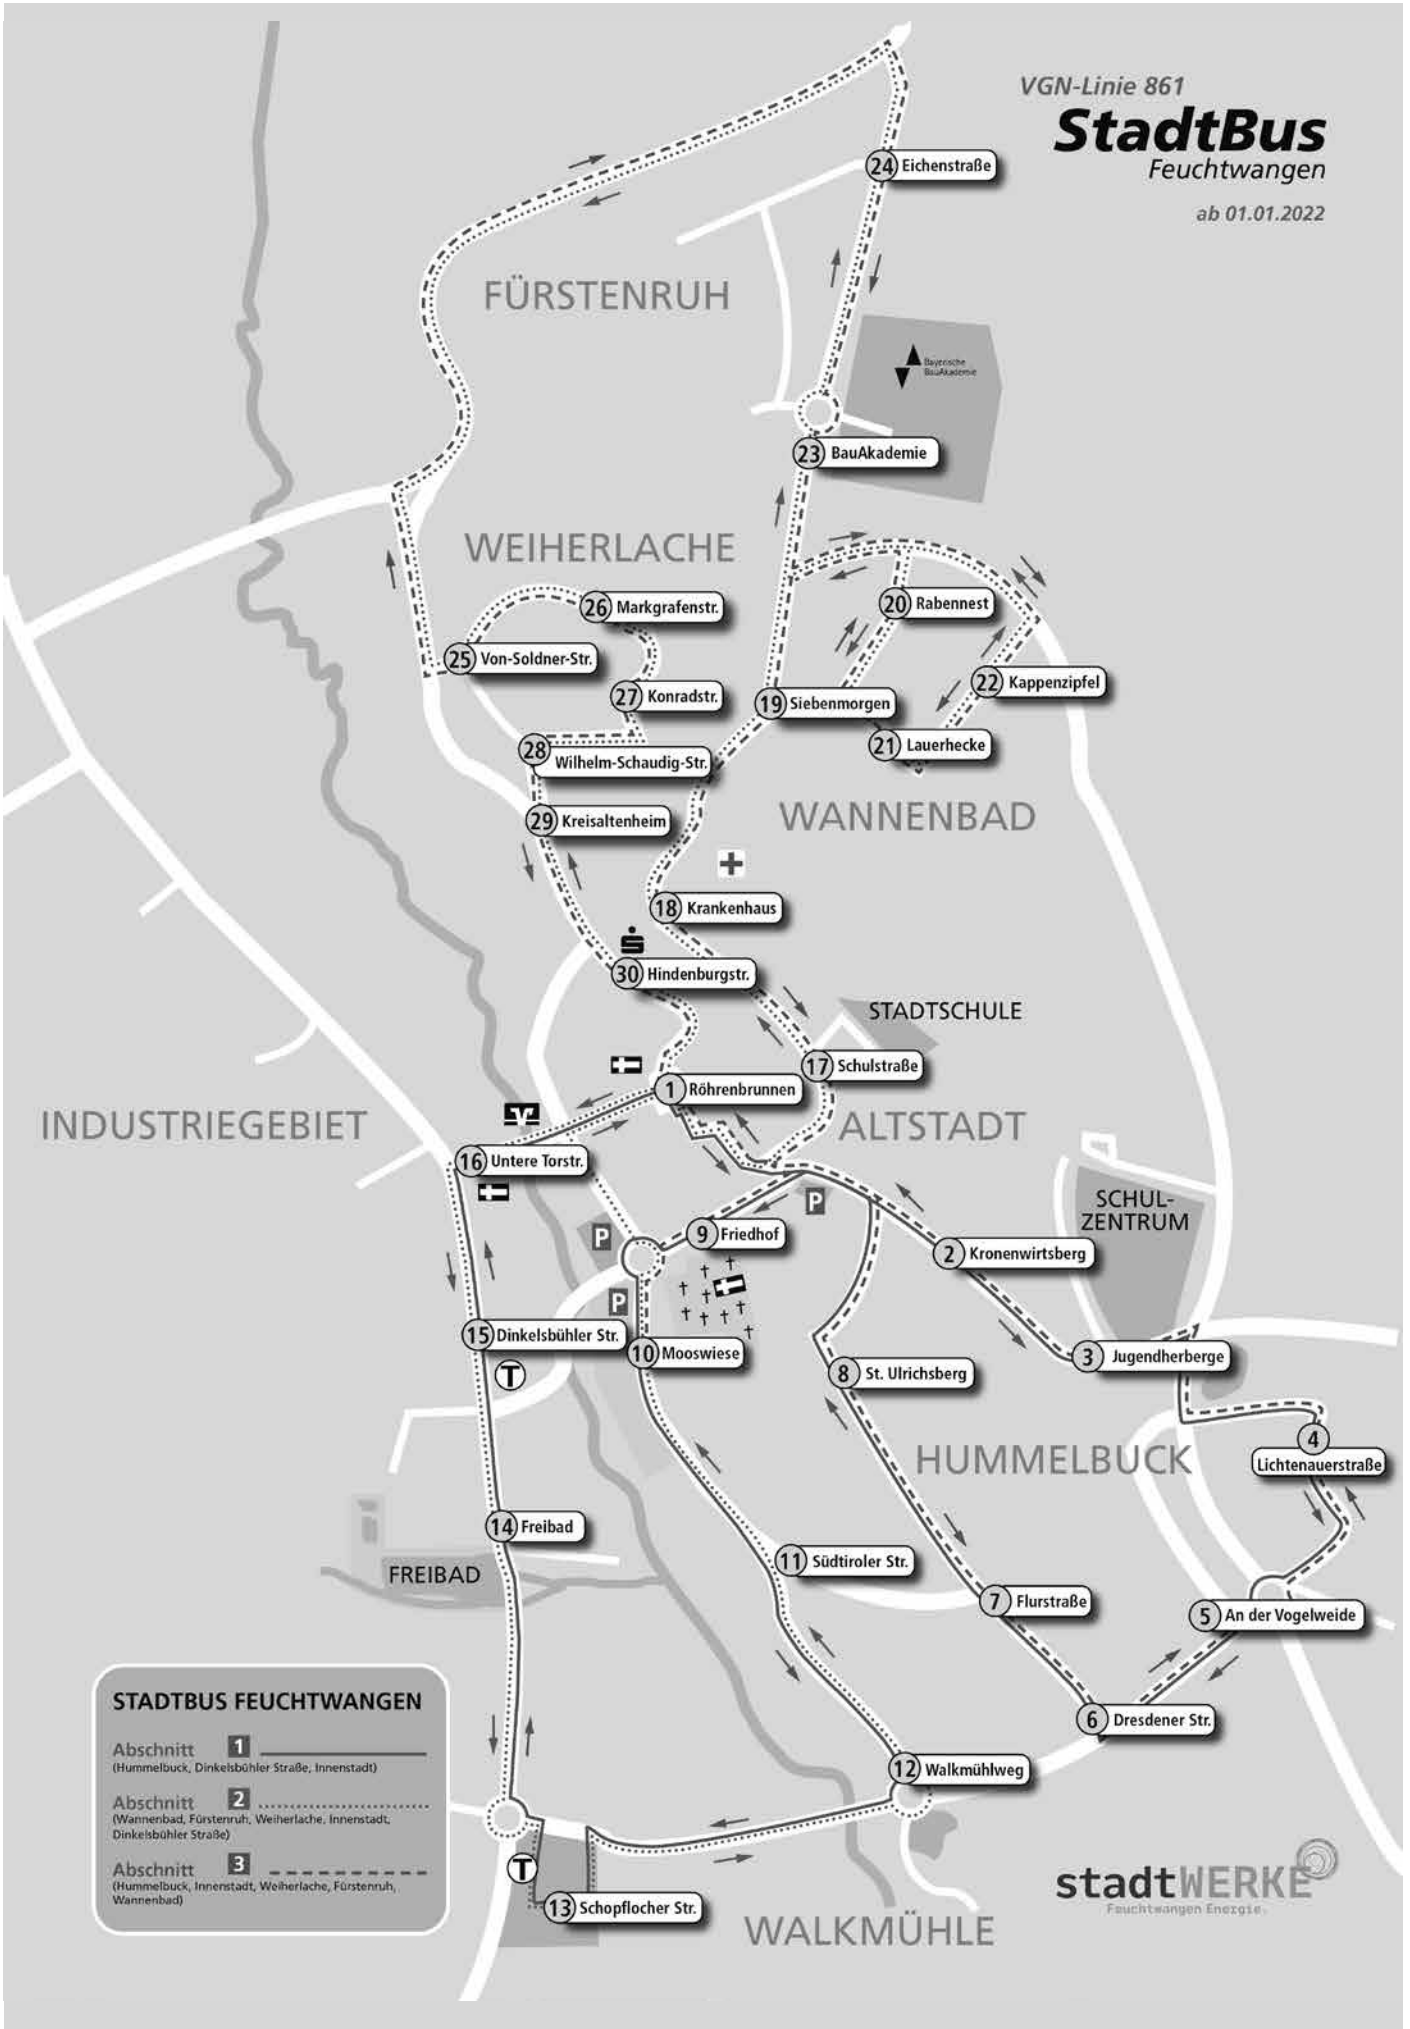 VGN-Linie 861
StadtBus
Feuchtwangen
ab 01.01.2022
24 Eichenstraße
FÜRSTENRUH
Bayerische
BauAkademie
23 BauAkademie
WEIHERLACHE
26 Markgrafenstr.
20 Rabennest
25 Von-Soldner-Str.
27 Konradstr.
22 Kappenzipfel
19 Siebenmorgen
21 Lauerhecke
28 Wilhelm-Schaudig-Str.
WANNENBAD
29 Kreisaltenheim
18 Krankenhaus
30 Hindenburgstr.
STADTSCHULE
17 Schulstraße
1 Röhrenbrunnen
INDUSTRIEGEBIET
ALTSTADT
16 Untere Torstr.
P
SCHUL-
ZENTRUM
P
9 Friedhof
2 Kronenwirtsberg
P
15 Dinkelsbühler Str.
10 Mooswiese
3 Jugendherberge
T
8 St. Ulrichsberg
HUMMELBUCK
4
Lichtenauerstraße
14 Freibad
FREIBAD
11 Südtiroler Str.
7 Flurstraße
5 An der Vogelweide
6 Dresdener Str.
12 Walkmühlweg
T
13 Schopflocher Str.
WALKMÜHLE
STADTBUS FEUCHTWANGEN
Abschnitt 1
(Hummelbuck, Dinkelsbühler Straße, Innenstadt)
Abschnitt 2
(Wannenbad, Fürstenruh, Weiherlache, Innenstadt,
Dinkelsbühler Straße)
Abschnitt 3
(Hummelbuck, Innenstadt, Weiherlache, Fürstenruh,
Wannenbad)
stadtWERKE
Feuchtwangen Energie.